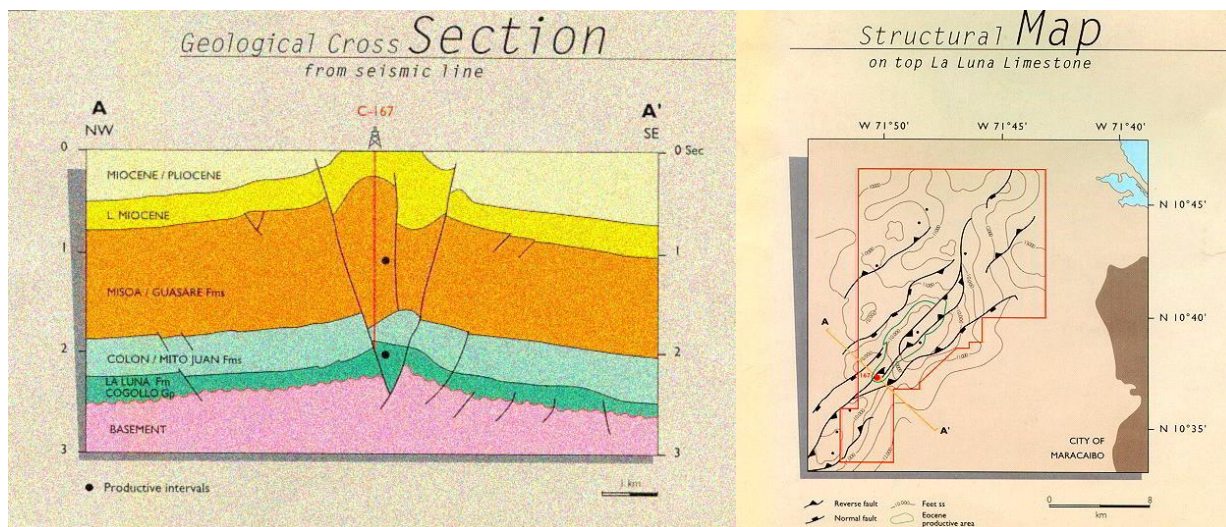 Geological Cross Section
from seismic line
A
NW
C-167
A'
SE
0
0 Sec
MIOCENE / PLIOCENE
L. MIOCENE
1
1
MISOA / GUASARE Fms
2
2
COLON / MITO JUAN Fms
LA LUNA Fm
COGOLLO Gp
BASEMENT
3
3
Productive intervals
1 km
Structural Map
on top La Luna Limestone
W 71°50'
W 71°45'
W 71°40'
N 10°45'
N 10°40'
A
167
A'
N 10°35'
CITY OF
MARACAIBO
Reverse fault
Normal fault
-10,000-
Feet ss
Eocene
productive area
0
8
km